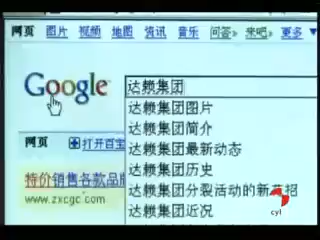 网页 图片 视频 地图 资讯 音乐 问答» 来吧» 更多▼
Google 达赖集团
达赖集团图片
达赖集团简介
网页 打开百宝
达赖集团最新动态
达赖集团历史
特价销售各款品牌
达赖集团分裂活动的新花招
www.zxcgc.com
达赖集团近况
cyl